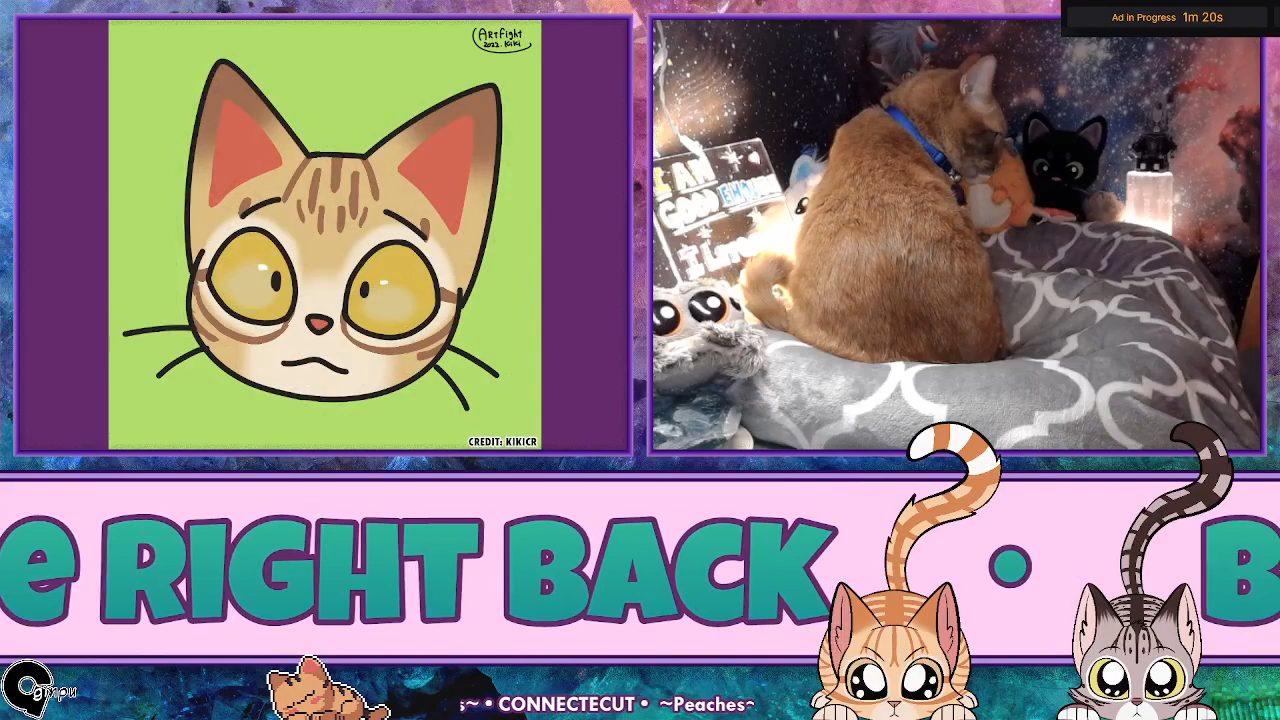 Ad in Progress 1m 20s
ARTFIGHT
2022. KiKi
CREDIT: KIKICR
I AM
GOOD
e RIGHT BACK • B
s~ • CONNECTECUT • ~Peaches~